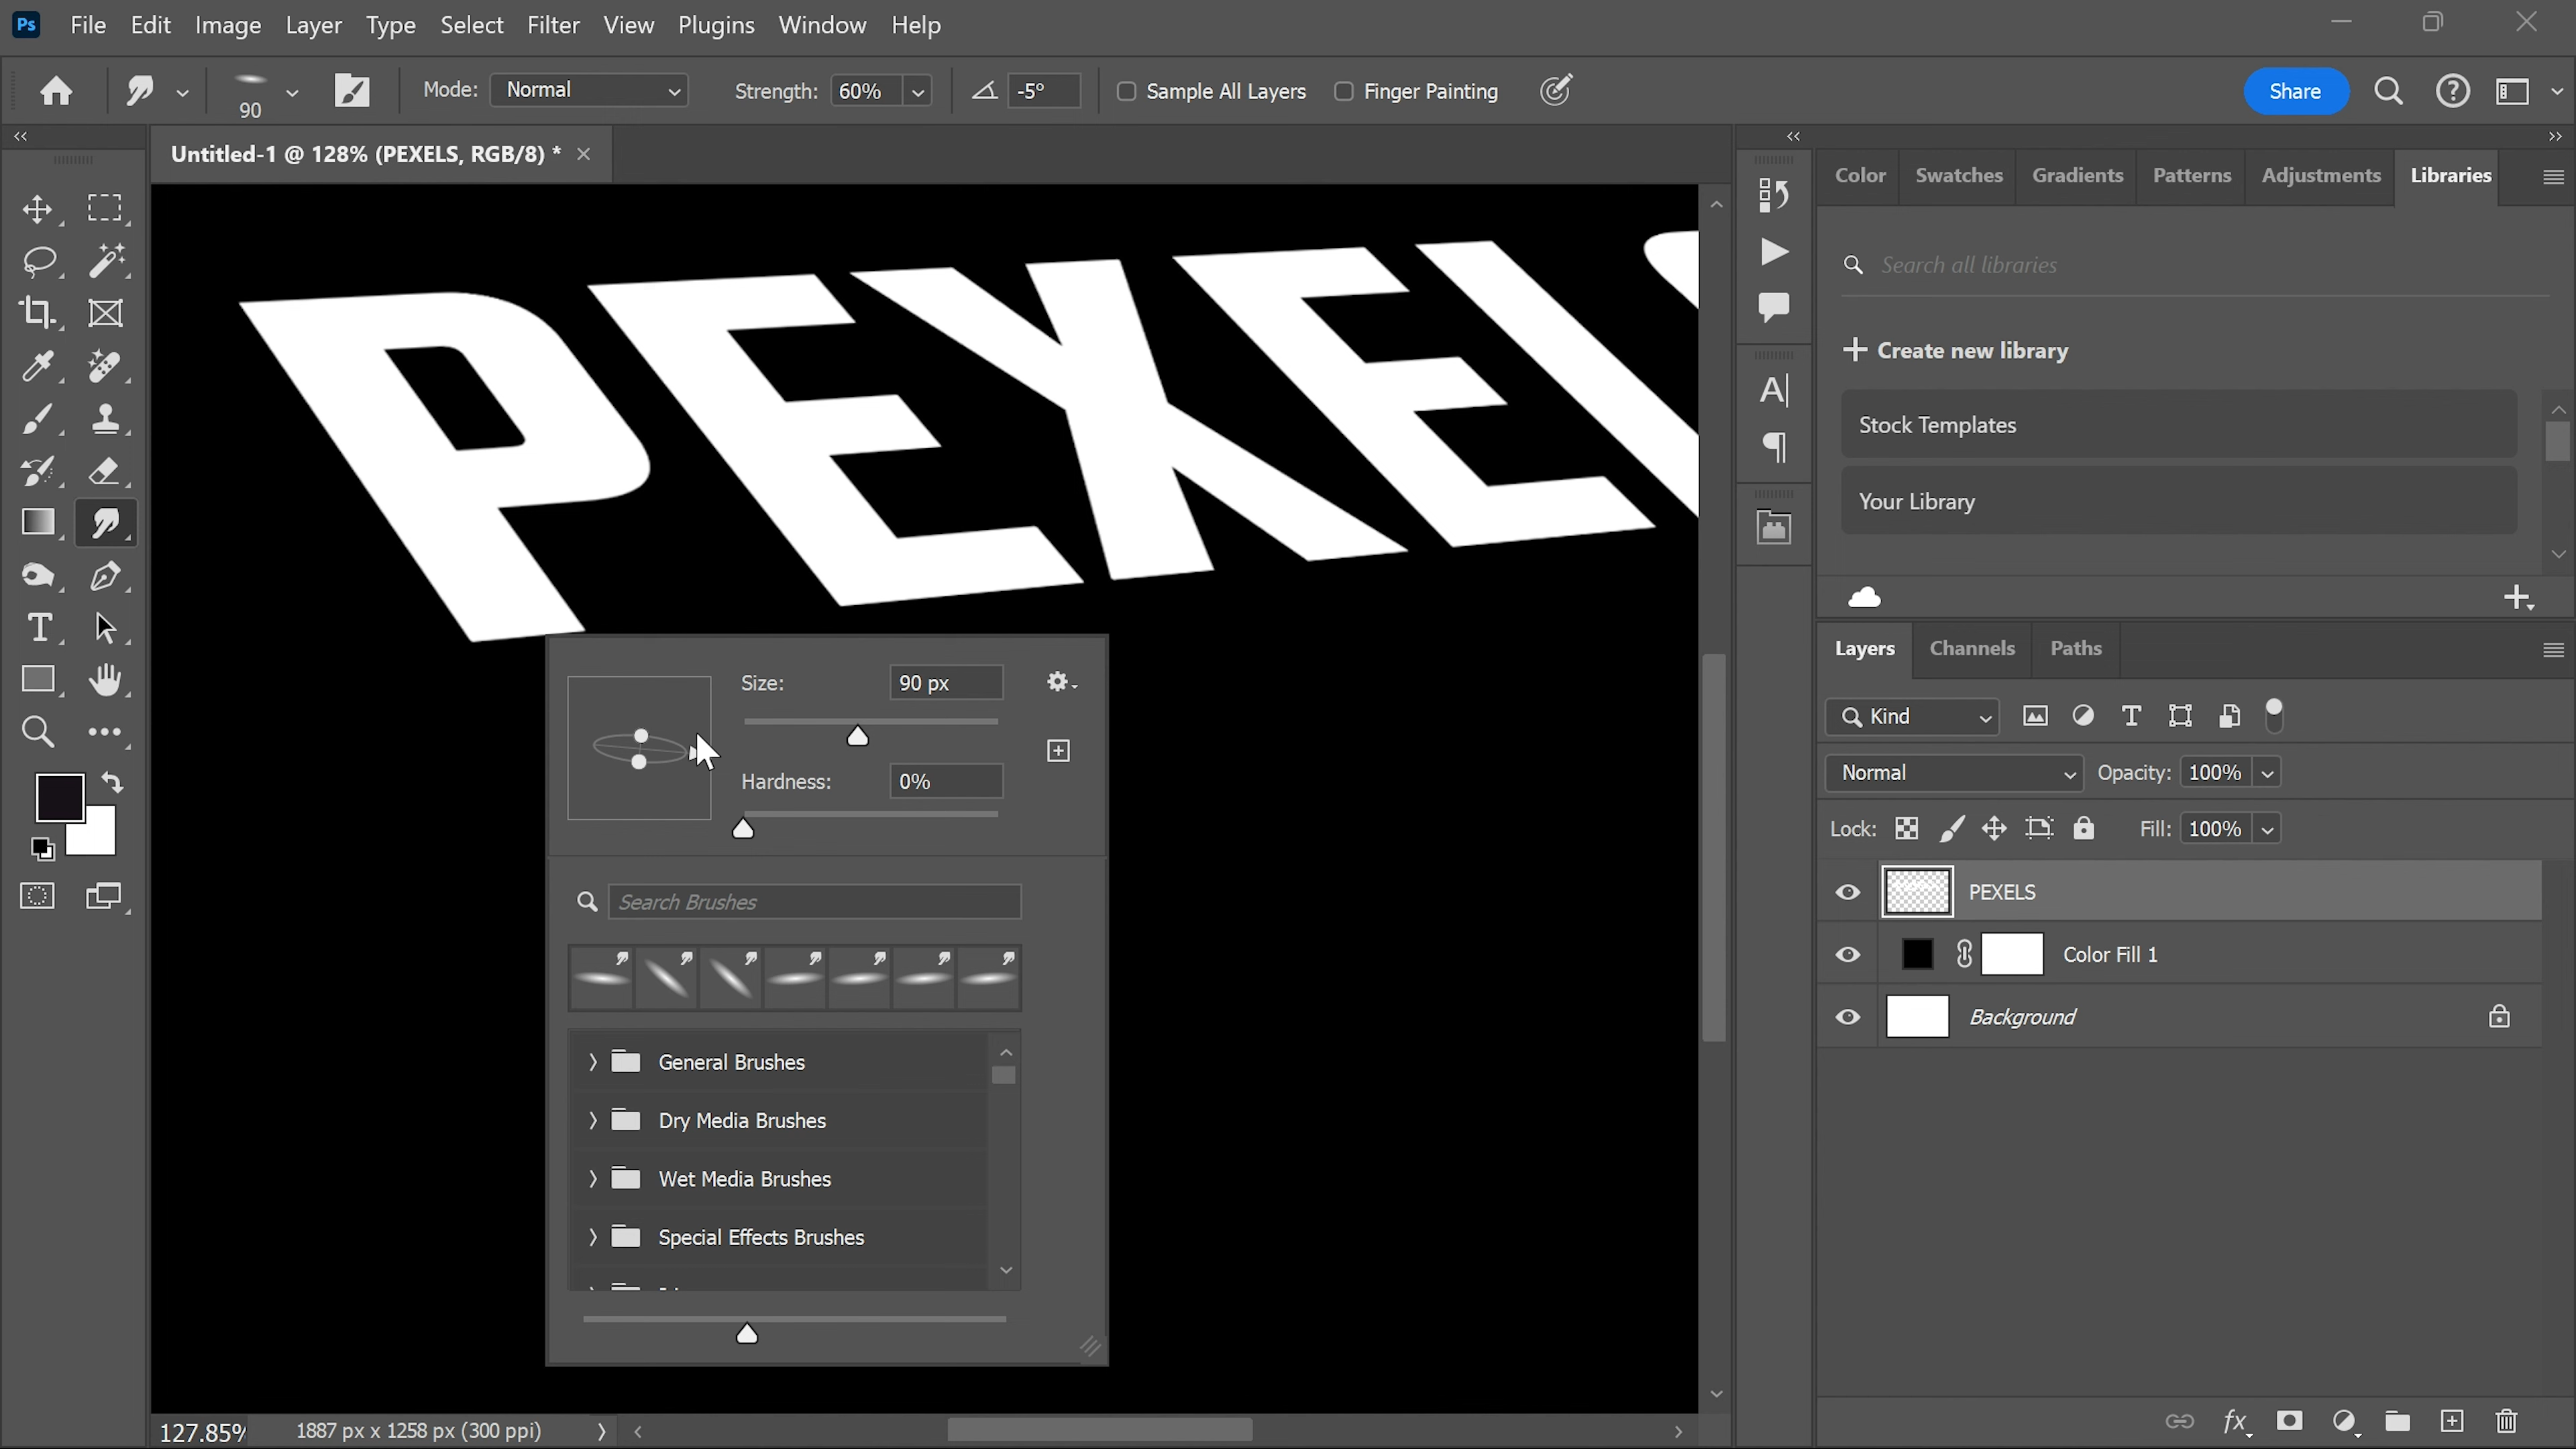 Ps File Edit Image Layer Type Select Filter View Plugins Window Help
90 Mode: Normal Strength: 60% -5° Sample All Layers Finger Painting Share
Untitled-1 @ 128% (PEXELS, RGB/8) *
Color Swatches Gradients Patterns Adjustments Libraries
Search all libraries
Create new library
Stock Templates
Your Library
PEXELS
Size: 90 px
Hardness: 0%
Search Brushes
General Brushes
Dry Media Brushes
Wet Media Brushes
Special Effects Brushes
Layers Channels Paths
Kind
Normal Opacity: 100%
Lock: Fill: 100%
PEXELS
Color Fill 1
Background
127.85% 1887 px x 1258 px (300 ppi)
fx